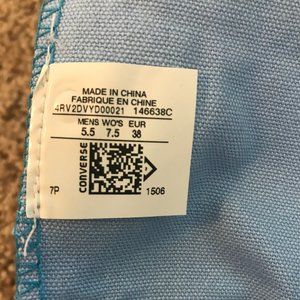 MADE IN CHINA
FABRIQUE EN CHINE
4RV2DVYD00021 146638C
MENS WO'S EUR
5.5 7.5 38
CONVERSE
7P 1506